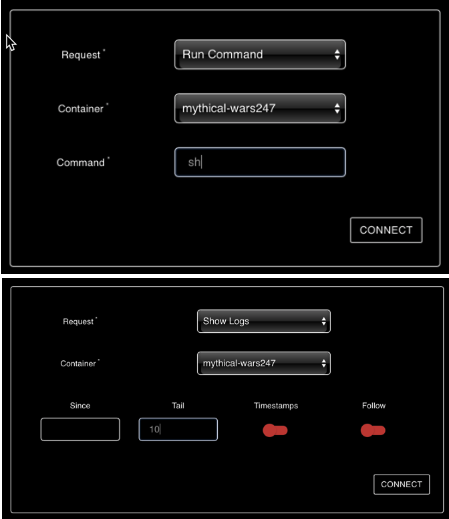 Request *
Run Command
Container *
mythical-wars247
Command *
sh
CONNECT
Request *
Show Logs
Container *
mythical-wars247
Since Tail Timestamps Follow
10
CONNECT